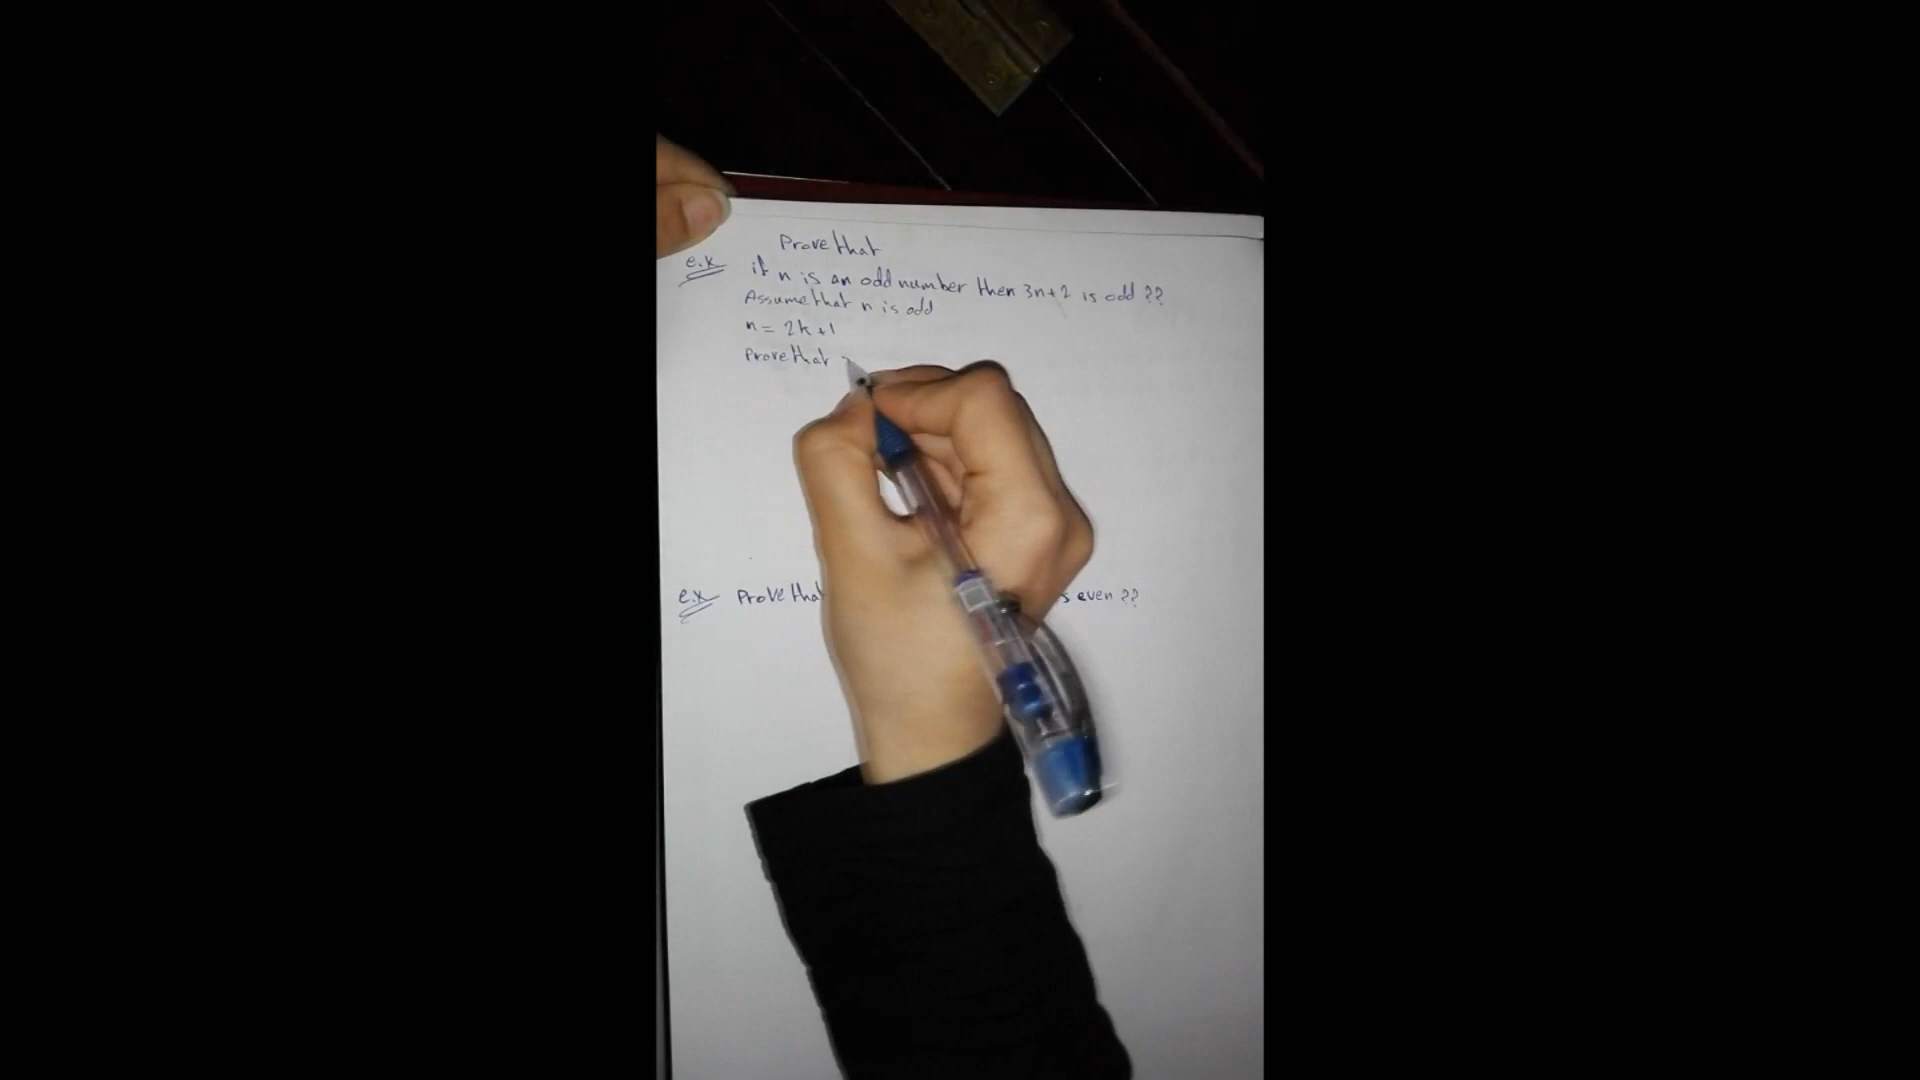 Prove that
e.x if n is an odd number then 3n+2 is odd ??
Assume that n is odd
n = 2k+1
Prove that
e.x Prove that s even ??